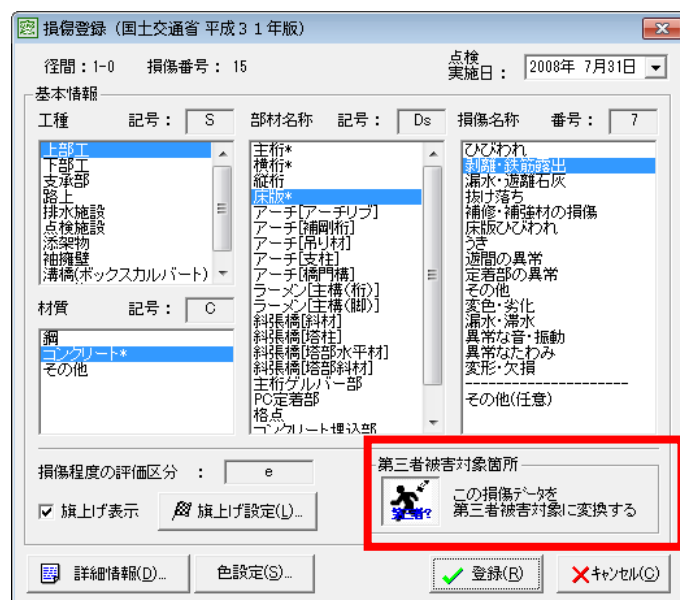 損傷登録（国土交通省 平成３１年版）
径間：1-0 損傷番号： 15
点検
実施日： 2008年 7月31日
基本情報
工種 記号： S
上部工
下部工
支承部
路上
排水施設
点検施設
添架物
袖擁壁
溝橋(ボックスカルバート)
材質 記号： C
鋼
コンクリート*
その他
部材名称 記号： Ds
主桁*
横桁*
縦桁
床版*
アーチ[アーチリブ]
アーチ[補剛桁]
アーチ[吊り材]
アーチ[支柱]
アーチ[橋門構]
ラーメン[主構(桁)]
ラーメン[主構(脚)]
斜張橋[斜材]
斜張橋[塔柱]
斜張橋[塔部水平材]
斜張橋[塔部斜材]
主桁ゲルバー部
PC定着部
格点
コンクリート埋込部
損傷名称 番号： 7
ひびわれ
剥離・鉄筋露出
漏水・遊離石灰
抜け落ち
補修・補強材の損傷
床版ひびわれ
うき
遊間の異常
定着部の異常
その他
変色・劣化
漏水・滞水
異常な音・振動
異常なたわみ
変形・欠損
----------------------
その他(任意)
損傷程度の評価区分 ： e
旗上げ表示 旗上げ設定(L)...
第三者被害対象箇所
第三者?
この損傷データを
第三者被害対象に変換する
詳細情報(D)... 色設定(S)... 登録(R) キャンセル(C)